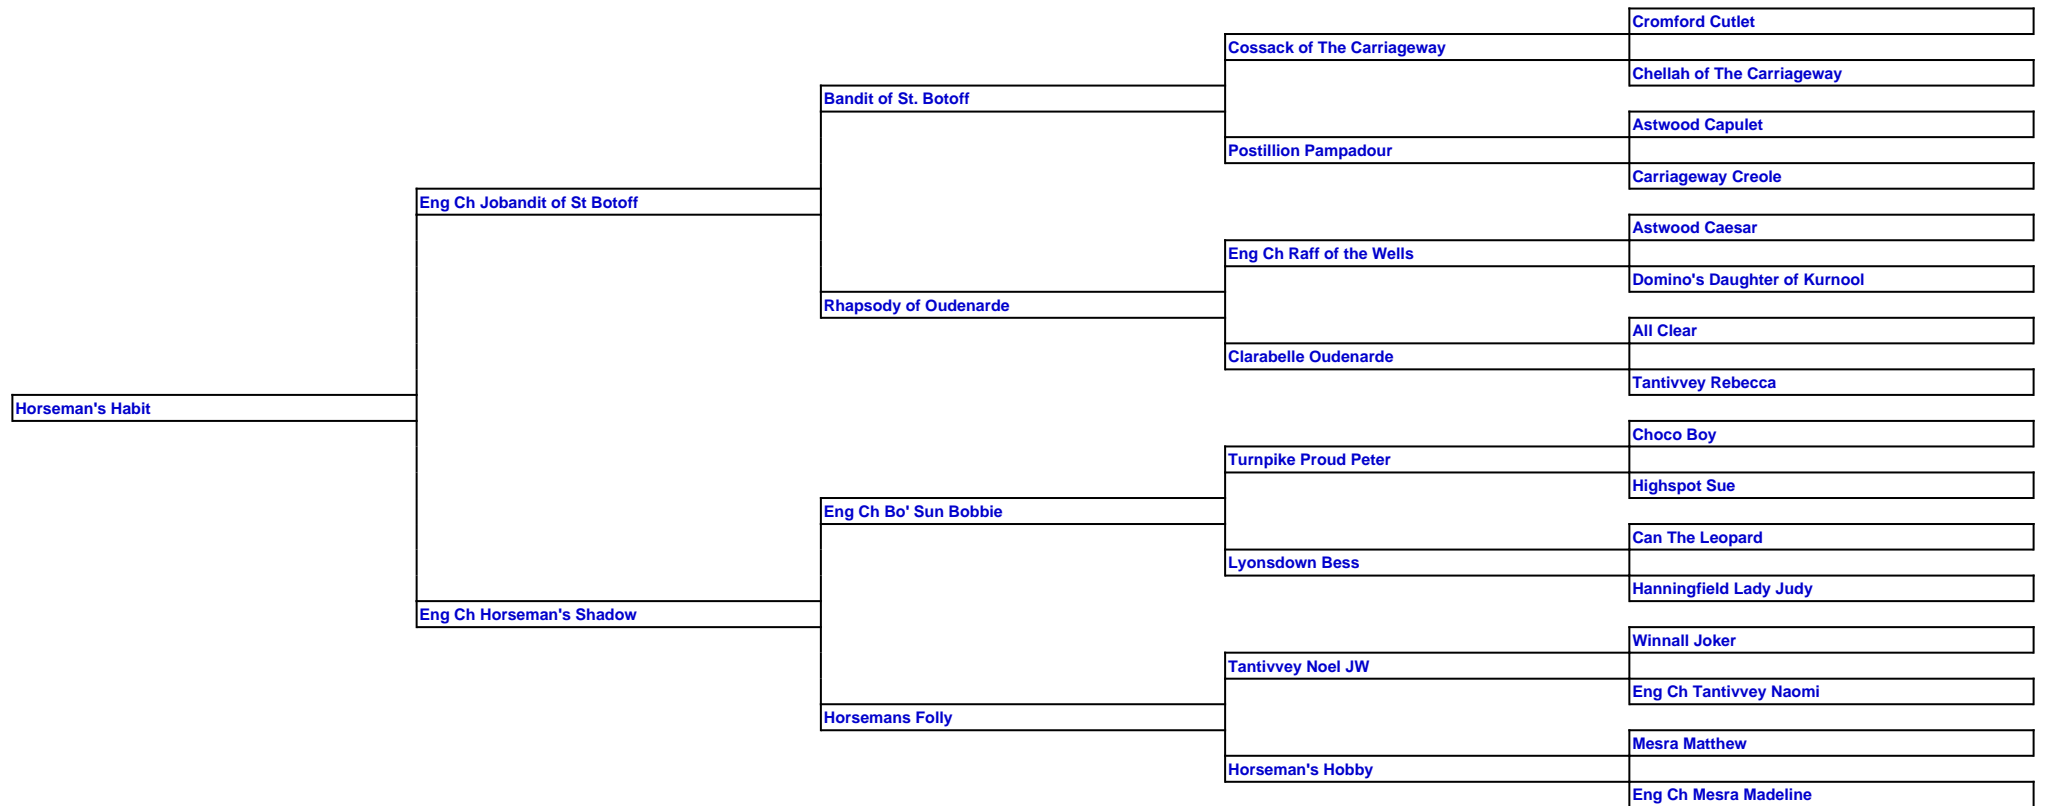 Cromford Cutlet
Cossack of The Carriageway
Chellah of The Carriageway
Bandit of St. Botoff
Astwood Capulet
Postillion Pampadour
Carriageway Creole
Eng Ch Jobandit of St Botoff
Astwood Caesar
Eng Ch Raff of the Wells
Domino's Daughter of Kurnool
Rhapsody of Oudenarde
All Clear
Clarabelle Oudenarde
Tantivvey Rebecca
Horseman's Habit
Choco Boy
Turnpike Proud Peter
Highspot Sue
Eng Ch Bo' Sun Bobbie
Can The Leopard
Lyonsdown Bess
Hanningfield Lady Judy
Eng Ch Horseman's Shadow
Winnall Joker
Tantivvey Noel JW
Eng Ch Tantivvey Naomi
Horsemans Folly
Mesra Matthew
Horseman's Hobby
Eng Ch Mesra Madeline